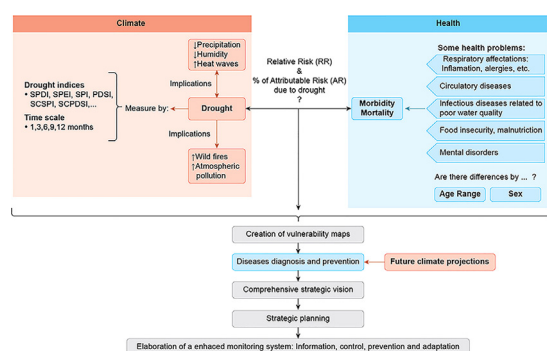 Climate
↓Precipitation
↓Humidity
↑Heat waves
Implications
Drought indices
• SPDI, SPEI, SPI, PDSI,
SCSPI, SCPDSI,...
Time scale
• 1,3,6,9,12 months
Measure by:
Drought
Implications
↑Wild fires
↑Atmospheric
pollution
Relative Risk (RR)
&
% of Attributable Risk (AR)
due to drought
?
Health
Some health problems:
Respiratory affectations:
Inflamation, alergies, etc.
Circulatory diseases
Infectious diseases related to
poor water quality
Food insecurity, malnutrition
Mental disorders
Morbidity
Mortality
Are there differences by ... ?
Age Range
Sex
Creation of vulnerability maps
Diseases diagnosis and prevention
Future climate projections
Comprehensive strategic vision
Strategic planning
Elaboration of a enhaced monitoring system: Information, control, prevention and adaptation